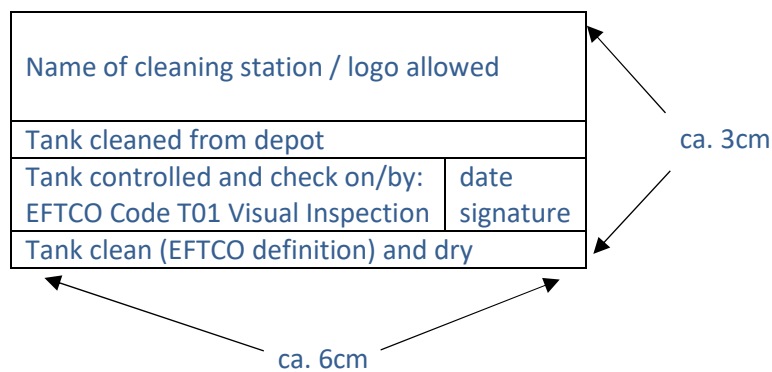 Name of cleaning station / logo allowed
Tank cleaned from depot
Tank controlled and check on/by: date
EFTCO Code T01 Visual Inspection signature
Tank clean (EFTCO definition) and dry
ca. 3cm
ca. 6cm